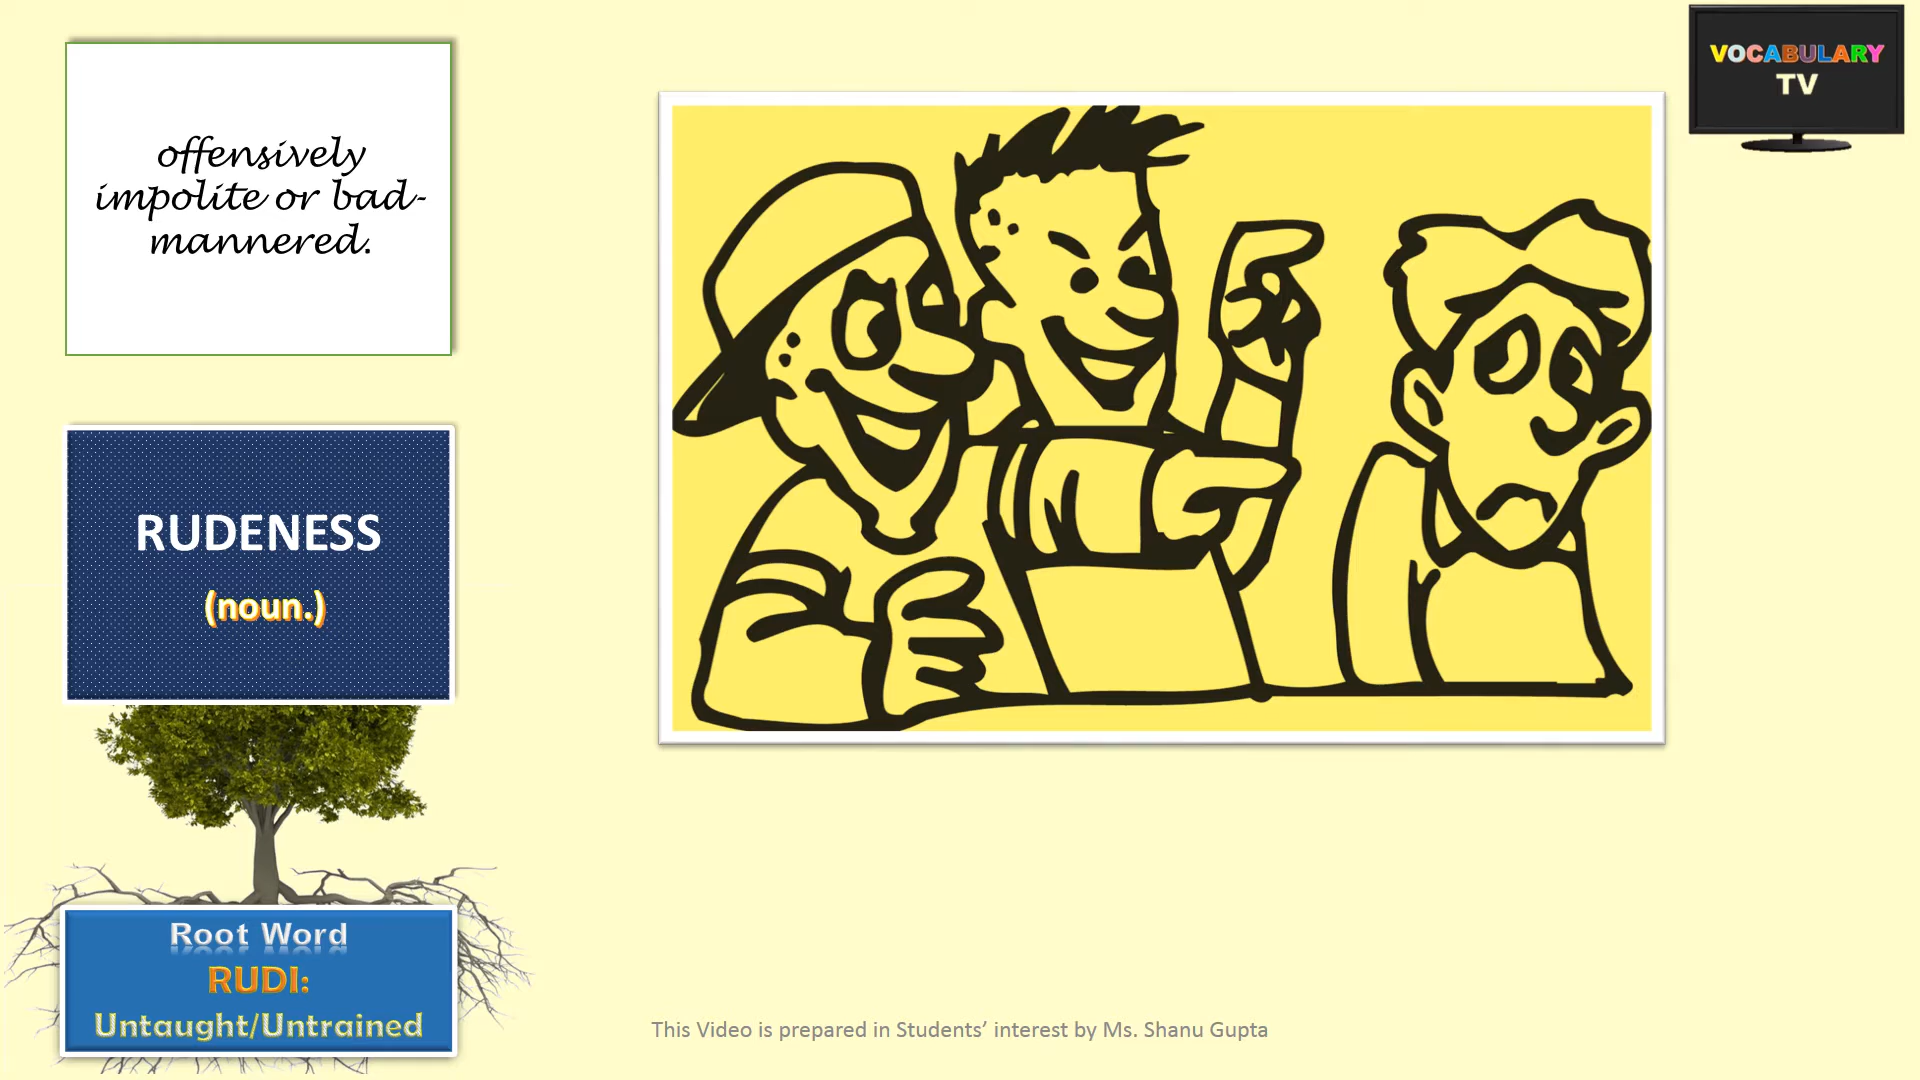 offensively
impolite or bad-
mannered.
VOCABULARY
TV
RUDENESS
(noun.)
Root Word
RUDI:
Untaught/Untrained
This Video is prepared in Students’ interest by Ms. Shanu Gupta